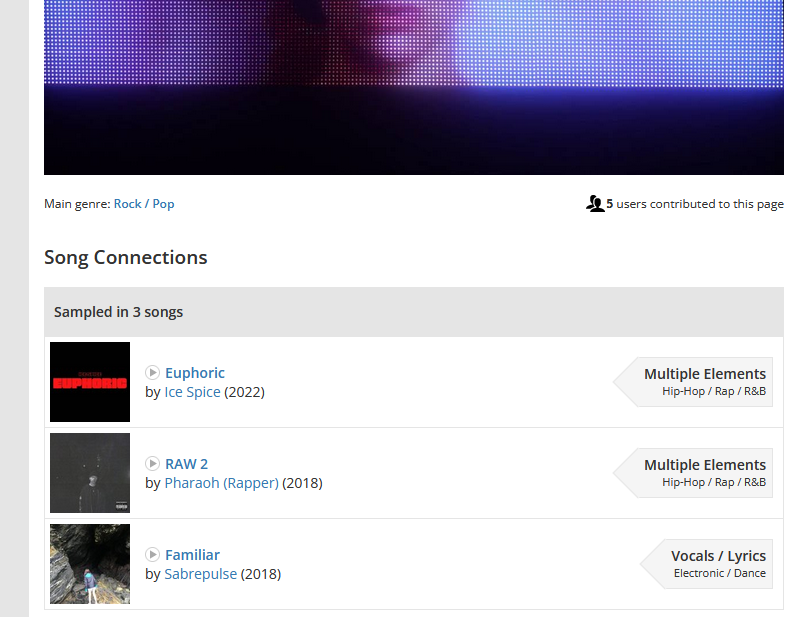 Main genre: Rock / Pop
5 users contributed to this page
Song Connections
Sampled in 3 songs
EUPHORIC
Euphoric
by Ice Spice (2022)
Multiple Elements
Hip-Hop / Rap / R&B
RAW 2
by Pharaoh (Rapper) (2018)
Multiple Elements
Hip-Hop / Rap / R&B
Familiar
by Sabrepulse (2018)
Vocals / Lyrics
Electronic / Dance